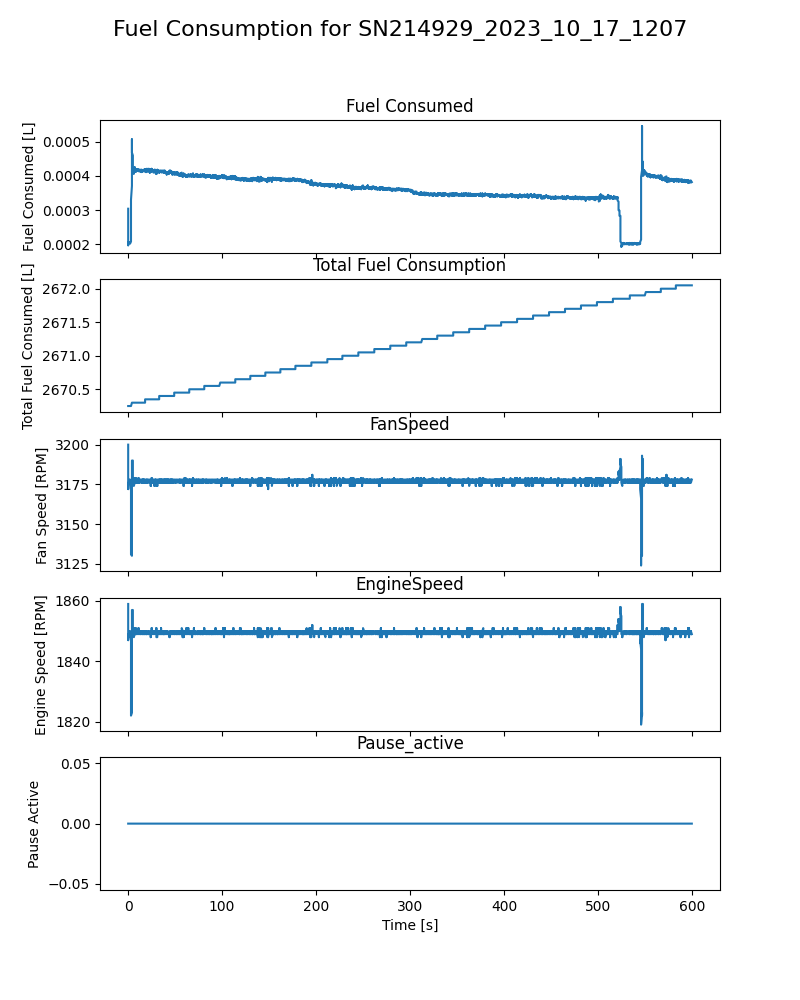 Fuel Consumption for SN214929_2023_10_17_1207
Fuel Consumed
Fuel Consumed [L]
0.0005
0.0004
0.0003
0.0002
Total Fuel Consumption
Total Fuel Consumed [L]
2672.0
2671.5
2671.0
2670.5
FanSpeed
Fan Speed [RPM]
3200
3175
3150
3125
EngineSpeed
Engine Speed [RPM]
1860
1840
1820
Pause_active
Pause Active
0.05
0.00
−0.05
0 100 200 300 400 500 600
Time [s]